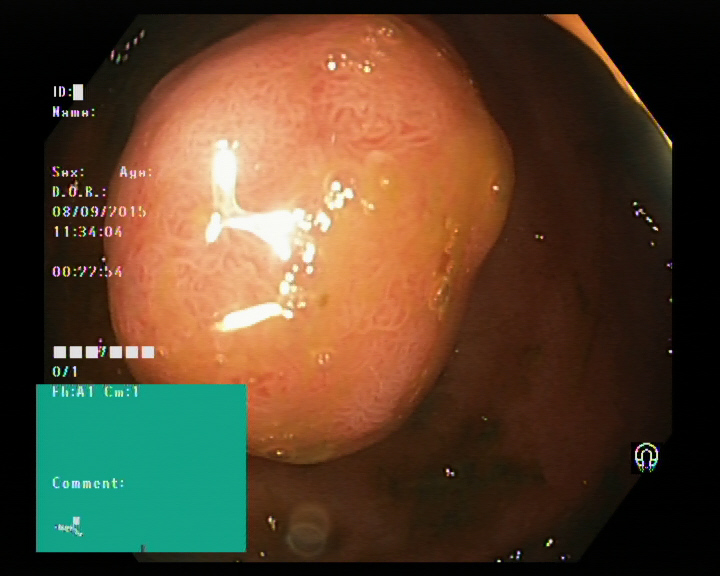 ID:
Name:
Sex: Age:
D.O.B.:
08/09/2015
11:34:04
00:22:54
0/1
Eh:A1 Cm:1
Comment: